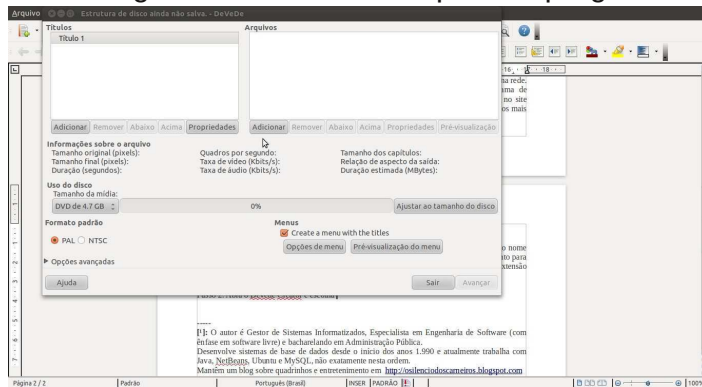 Arquivo
Estrutura de disco ainda não salva. - DeVeDe
Títulos
Arquivos
Título 1
Adicionar Remover Abaixo Acima Propriedades
Adicionar Remover Abaixo Acima Propriedades Pré-visualização
Informações sobre o arquivo
Tamanho original (pixels):
Quadros por segundo:
Tamanho dos capítulos:
Tamanho final (pixels):
Taxa de vídeo (Kbits/s):
Relação de aspecto da saída:
Duração (segundos):
Taxa de áudio (Kbits/s):
Duração estimada (MBytes):
Uso do disco
Tamanho da mídia:
DVD de 4.7 GB
0%
Ajustar ao tamanho do disco
Formato padrão
Menus
PAL
NTSC
Create a menu with the titles
Opções de menu
Pré-visualização do menu
Opções avançadas
Ajuda
Sair
Avançar
na rede.
no site
os mais
o nome
-----
[¹]: O autor é Gestor de Sistemas Informatizados, Especialista em Engenharia de Software (com
ênfase em software livre) e bacharelando em Administração Pública.
Desenvolve sistemas de base de dados desde o início dos anos 1.990 e atualmente trabalha com
Java, NetBeans, Ubuntu e MySQL, não exatamente nesta ordem.
Mantêm um blog sobre quadrinhos e entretenimento em http://osilenciodoscarneiros.blogspot.com
Página 2 / 2
Padrão
Português (Brasil)
INSER
PADRÃO
100%